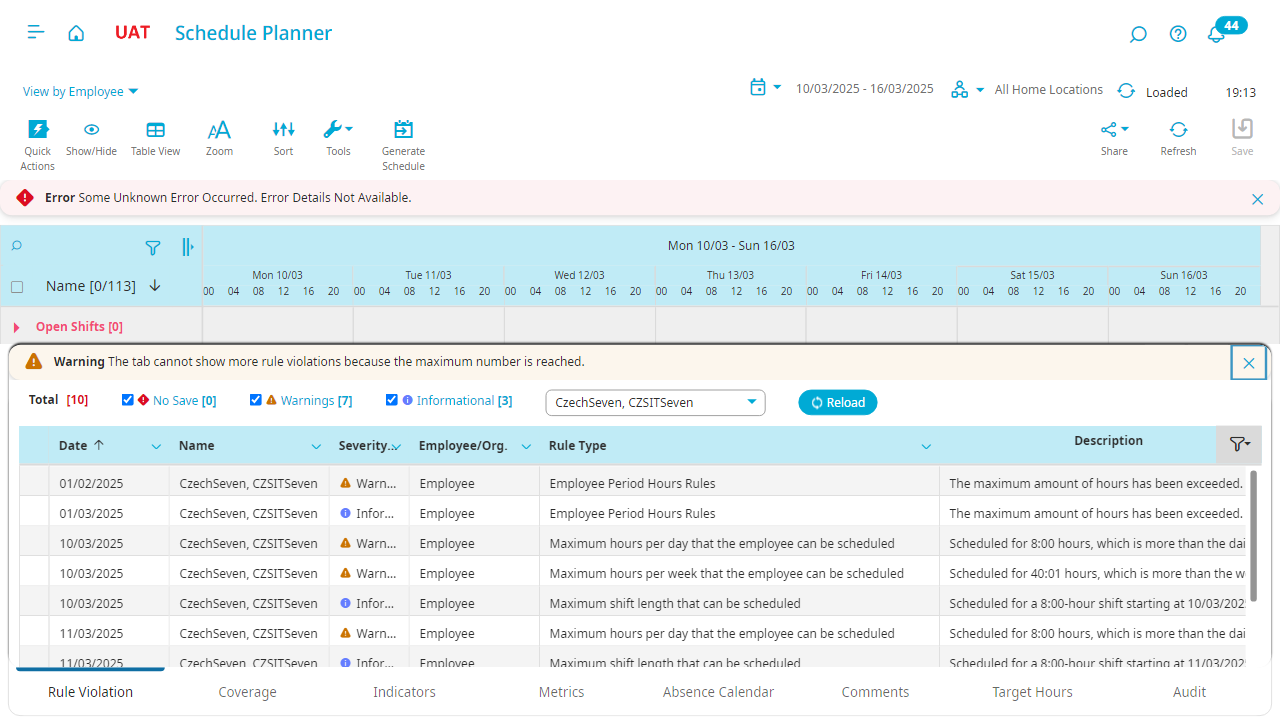 UAT Schedule Planner 44
View by Employee 10/03/2025 - 16/03/2025 All Home Locations Loaded 19:13
Quick Actions Show/Hide Table View Zoom Sort Tools Generate Schedule Share Refresh Save
Error Some Unknown Error Occurred. Error Details Not Available.
Mon 10/03 - Sun 16/03
Mon 10/03 Tue 11/03 Wed 12/03 Thu 13/03 Fri 14/03 Sat 15/03 Sun 16/03
Name [0/113] 00 04 08 12 16 20 00 04 08 12 16 20 00 04 08 12 16 20 00 04 08 12 16 20 00 04 08 12 16 20 00 04 08 12 16 20 00 04 08 12 16 20
Open Shifts [0]
Warning The tab cannot show more rule violations because the maximum number is reached.
Total [10] No Save [0] Warnings [7] Informational [3] CzechSeven, CZSITSeven Reload
Date Name Severity... Employee/Org. Rule Type Description
01/02/2025 CzechSeven, CZSITSeven Warn... Employee Employee Period Hours Rules The maximum amount of hours has been exceeded.
01/03/2025 CzechSeven, CZSITSeven Infor... Employee Employee Period Hours Rules The maximum amount of hours has been exceeded.
10/03/2025 CzechSeven, CZSITSeven Warn... Employee Maximum hours per day that the employee can be scheduled Scheduled for 8:00 hours, which is more than the dai
10/03/2025 CzechSeven, CZSITSeven Warn... Employee Maximum hours per week that the employee can be scheduled Scheduled for 40:01 hours, which is more than the w
10/03/2025 CzechSeven, CZSITSeven Infor... Employee Maximum shift length that can be scheduled Scheduled for a 8:00-hour shift starting at 10/03/202
11/03/2025 CzechSeven, CZSITSeven Warn... Employee Maximum hours per day that the employee can be scheduled Scheduled for 8:00 hours, which is more than the dai
11/03/2025 CzechSeven, CZSITSeven Infor... Employee Maximum shift length that can be scheduled Scheduled for a 8:00-hour shift starting at 11/03/202
Rule Violation Coverage Indicators Metrics Absence Calendar Comments Target Hours Audit